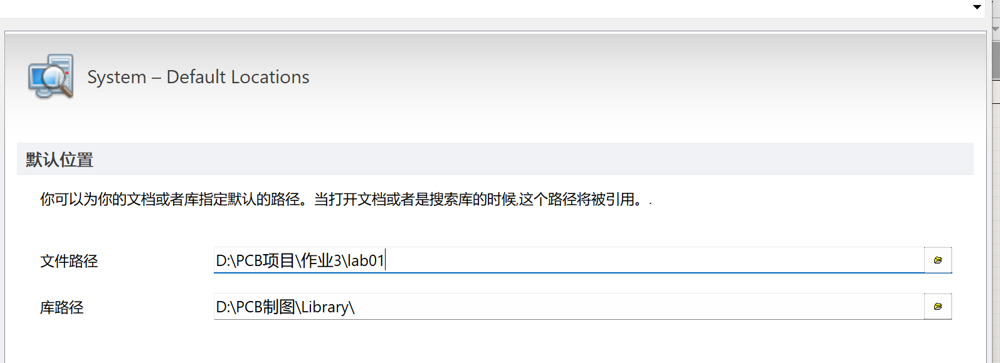 System – Default Locations
默认位置
你可以为你的文档或者库指定默认的路径。当打开文档或者是搜索库的时候,这个路径将被引用。.
文件路径 D:\PCB项目\作业3\lab01
库路径 D:\PCB制图\Library\